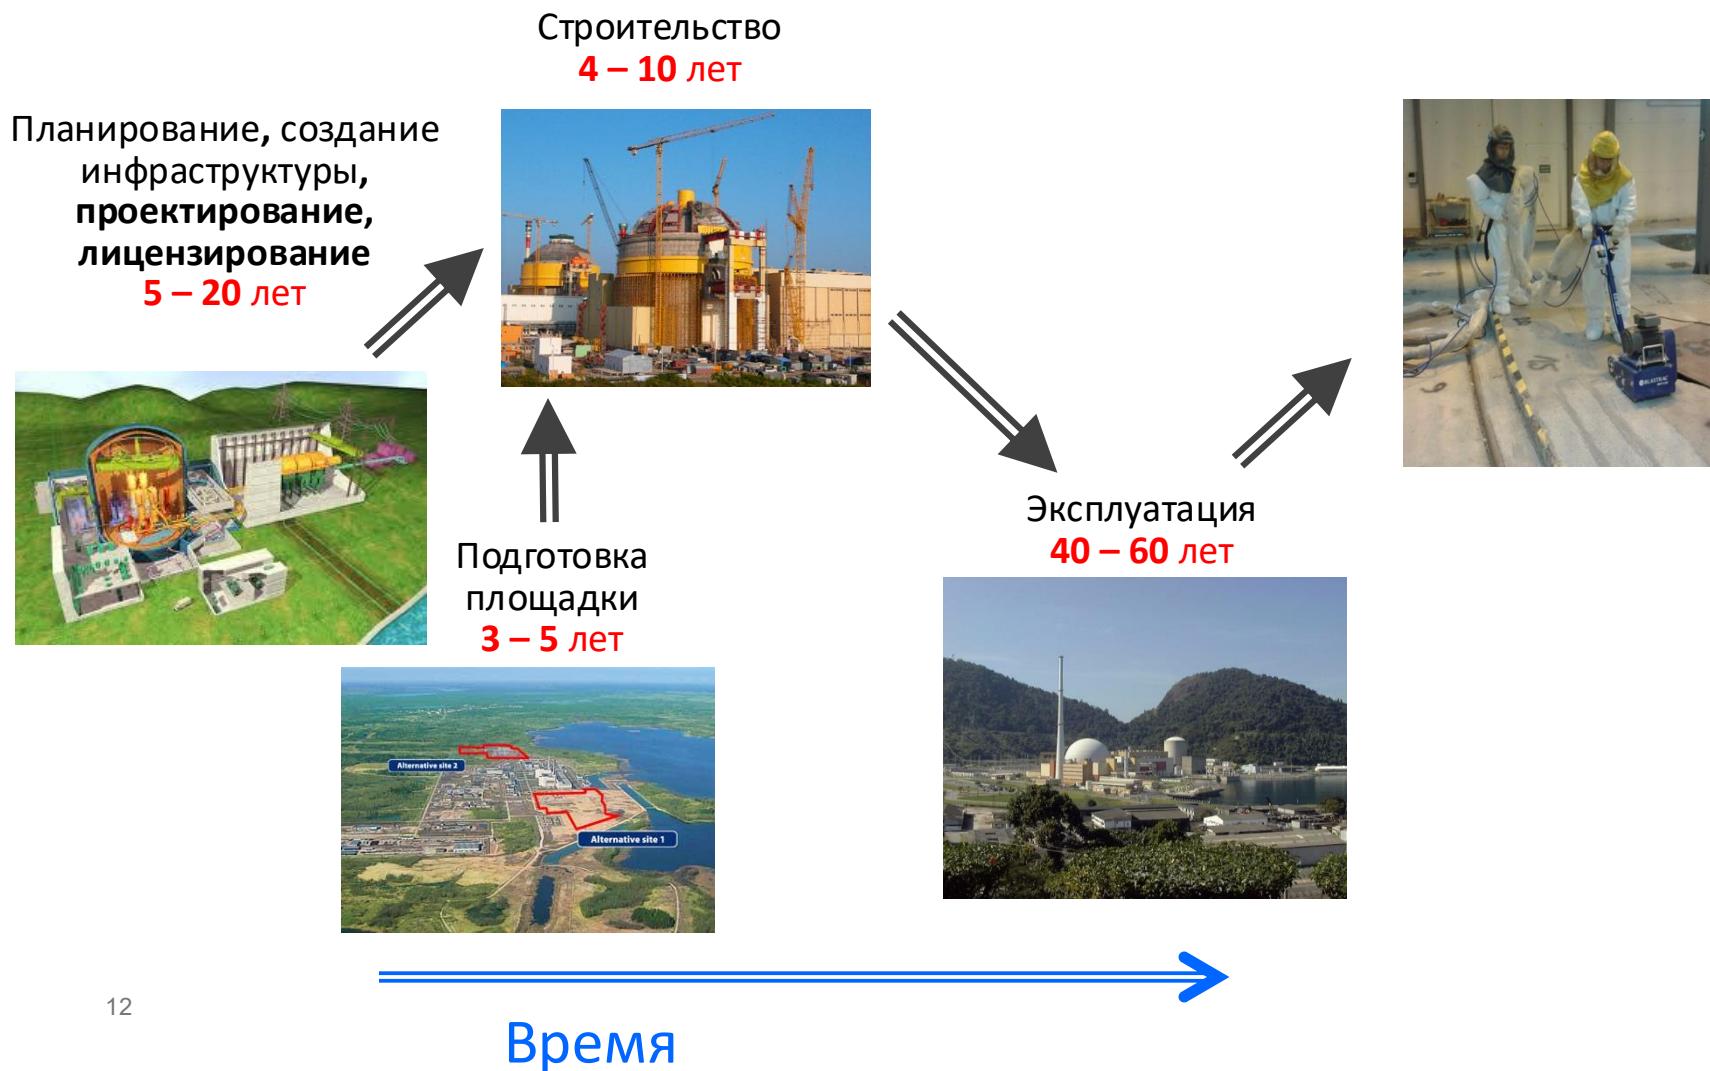 Строительство
4 – 10 лет
Планирование, создание
инфраструктуры,
проектирование,
лицензирование
5 – 20 лет
Подготовка
площадки
3 – 5 лет
Alternative site 2
Alternative site 1
Эксплуатация
40 – 60 лет
BLASTRAC
12
Время